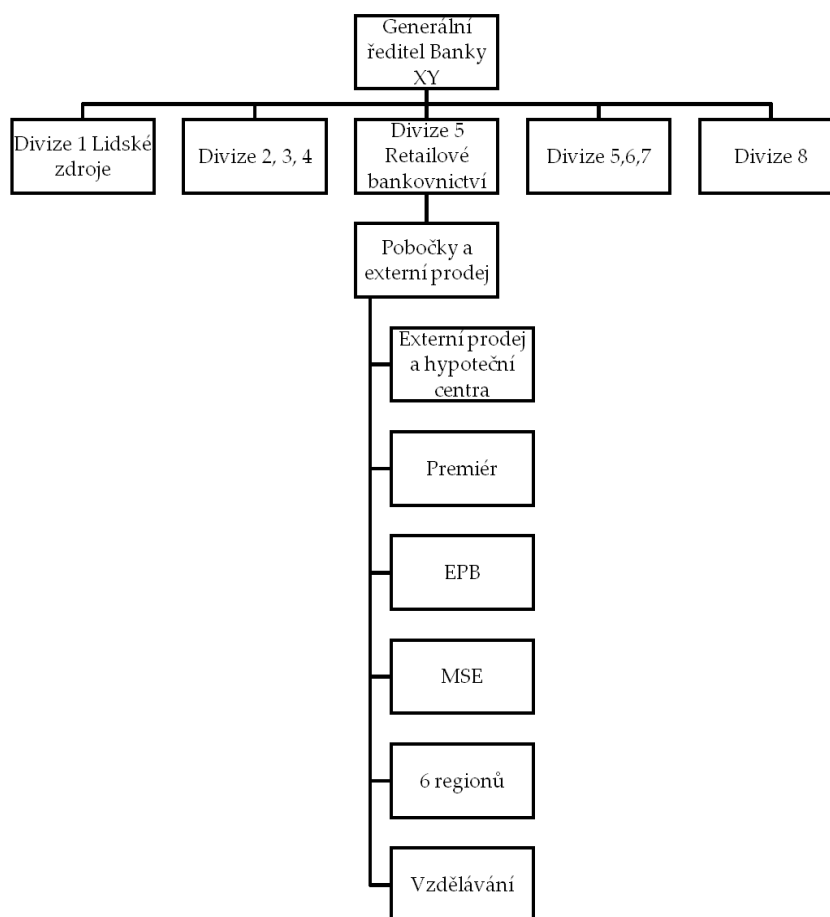 Generální
ředitel Banky
XY
Divize 1 Lidské
zdroje
Divize 2, 3, 4
Divize 5
Retailové
bankovnictví
Divize 5,6,7
Divize 8
Pobočky a
externí prodej
Externí prodej
a hypoteční
centra
Premiér
EPB
MSE
6 regionů
Vzdělávání